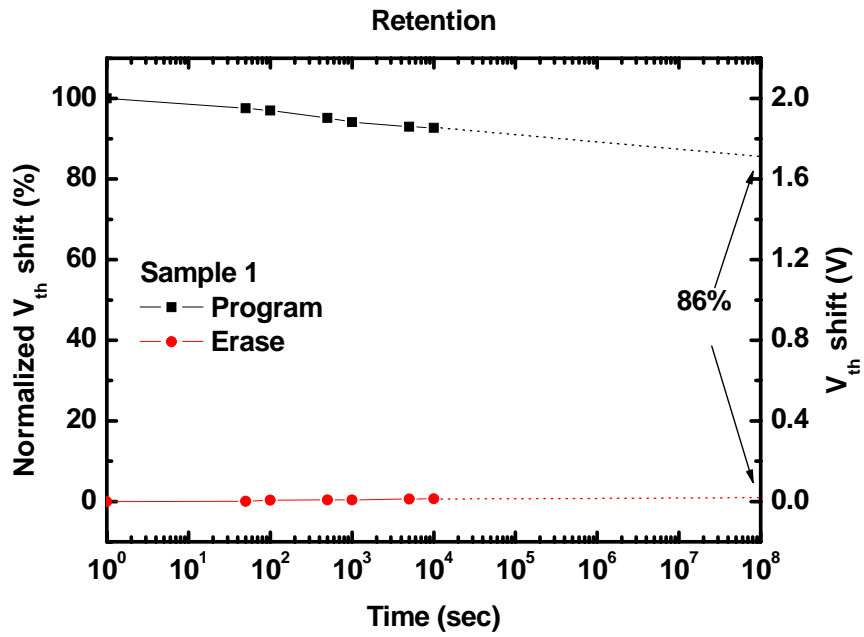 Retention
100
80
60
40
20
0
Normalized V_th shift (%)
2.0
1.6
1.2
0.8
0.4
0.0
V_th shift (V)
Sample 1
Program
Erase
86%
10^0 10^1 10^2 10^3 10^4 10^5 10^6 10^7 10^8
Time (sec)